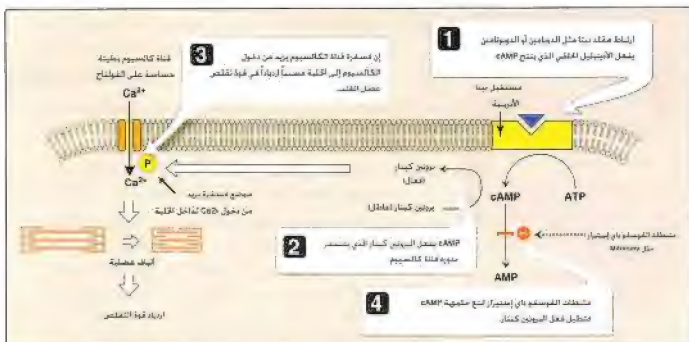 1
ارتباط مقلد بيتا مثل الدوبامين أو الدوبوتامين
يفعل الأدينيليل الحلقي الذي ينتج cAMP
3
إن فسفرة قناة الكالسيوم يزيد من دخول
الكالسيوم إلى الخلية مسبباً ازدياداً في قوة تقلص
عضل القلب.
قناة كالسيوم بطيئة
حساسة على الفولتاج
Ca²⁺
مستقبل بيتا
الأدرينية
P
Ca²⁺
موضع فسفرة يزيد
من دخول Ca2+ لداخل الخلية
بروتين كيناز
(فعال)
بروتين كيناز (عاطل)
cAMP
ATP
ألياف عضلية
2
cAMP يفعل البروتين كيناز الذي يفسفر
بدوره قناة كالسيوم
مثبطات الفوسفو داي إستيراز
مثل Milrinone
AMP
4
مثبطات الفوسفو داي إستيراز تمنع حلمهة cAMP
فتطيل فعل البروتين كيناز.
ازدياد قوة التقلص